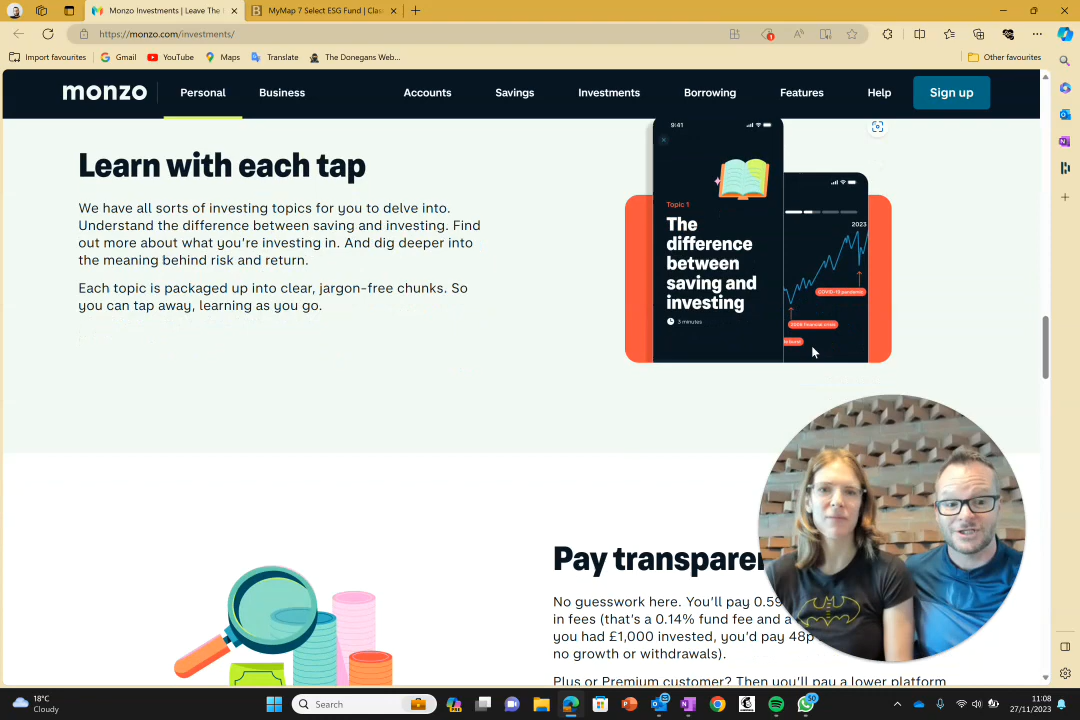 Monzo Investments | Leave The
MyMap 7 Select ESG Fund | Cla
https://monzo.com/investments/
Import favourites
Gmail
YouTube
Maps
Translate
The Donegans Web...
Other favourites
monzo
Personal
Business
Accounts
Savings
Investments
Borrowing
Features
Help
Sign up
Learn with each tap
We have all sorts of investing topics for you to delve into.
Understand the difference between saving and investing. Find
out more about what you're investing in. And dig deeper into
the meaning behind risk and return.
Each topic is packaged up into clear, jargon-free chunks. So
you can tap away, learning as you go.
9:41
Topic 1
The
difference
between
saving and
investing
3 minutes
2023
COVID-19 pandemic
2008 financial crisis
Pay transparen
No guesswork here. You'll pay 0.59
in fees (that's a 0.14% fund fee and a
you had £1,000 invested, you'd pay 48p
no growth or withdrawals).
Plus or Premium customer? Then you'll pay a lower platform
18°C
Cloudy
Search
50
11:08
27/11/2023